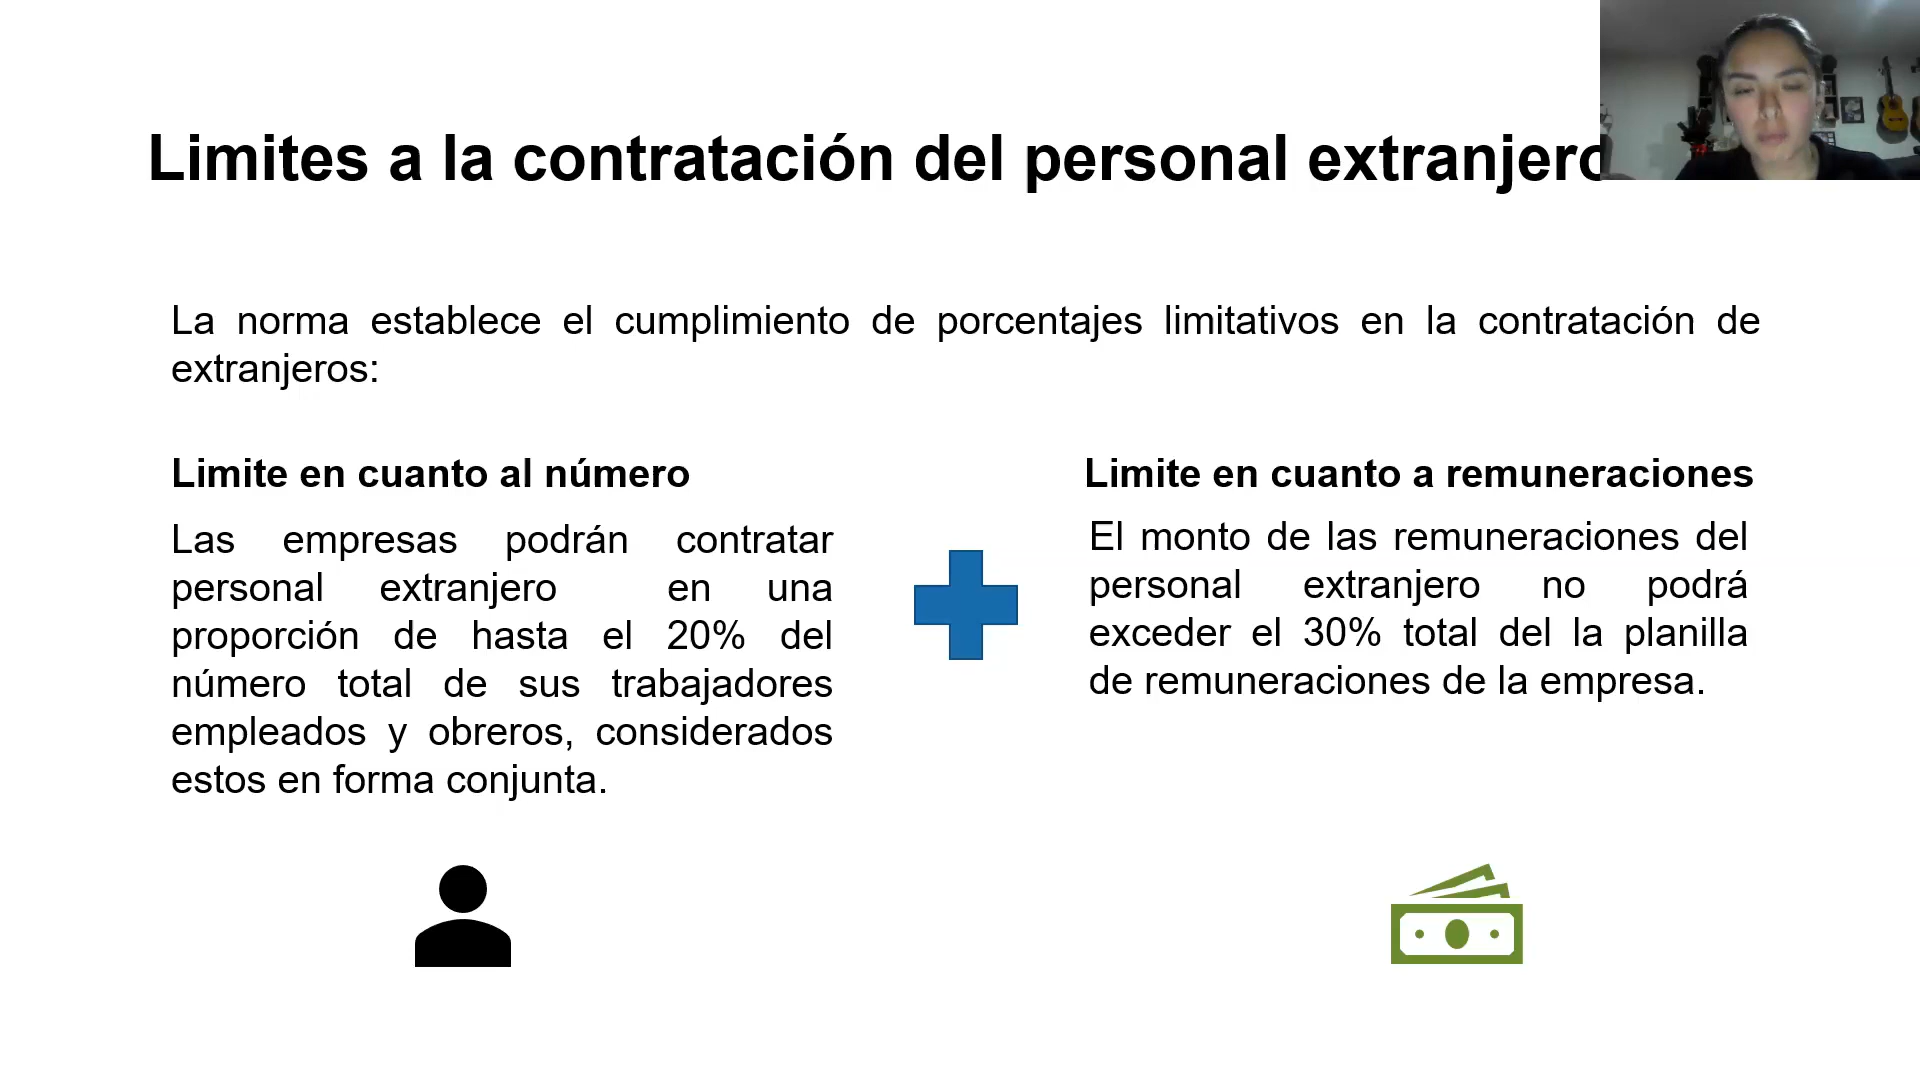 Limites a la contratación del personal extranjero
La norma establece el cumplimiento de porcentajes limitativos en la contratación de
extranjeros:
Limite en cuanto al número
Las empresas podrán contratar
personal extranjero en una
proporción de hasta el 20% del
número total de sus trabajadores
empleados y obreros, considerados
estos en forma conjunta.
Limite en cuanto a remuneraciones
El monto de las remuneraciones del
personal extranjero no podrá
exceder el 30% total del la planilla
de remuneraciones de la empresa.